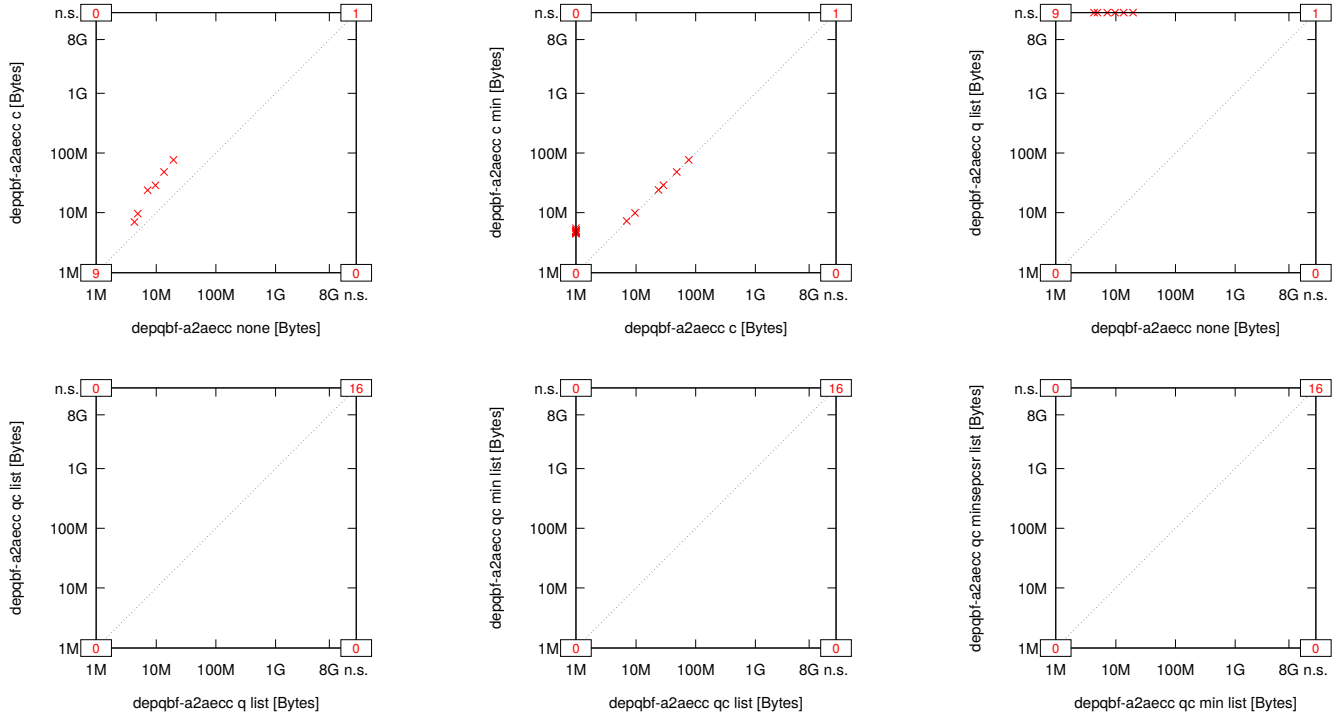 n.s. 0 1
8G
1G
100M
10M
1M 9 0
1M 10M 100M 1G 8G n.s.
depqbf-a2aecc c [Bytes]
depqbf-a2aecc none [Bytes]
n.s. 0 1
8G
1G
100M
10M
1M 0 0
1M 10M 100M 1G 8G n.s.
depqbf-a2aecc c min [Bytes]
depqbf-a2aecc c [Bytes]
n.s. 9 1
8G
1G
100M
10M
1M 0 0
1M 10M 100M 1G 8G n.s.
depqbf-a2aecc q list [Bytes]
depqbf-a2aecc none [Bytes]
n.s. 0 16
8G
1G
100M
10M
1M 0 0
1M 10M 100M 1G 8G n.s.
depqbf-a2aecc qc list [Bytes]
depqbf-a2aecc q list [Bytes]
n.s. 0 16
8G
1G
100M
10M
1M 0 0
1M 10M 100M 1G 8G n.s.
depqbf-a2aecc qc min list [Bytes]
depqbf-a2aecc qc list [Bytes]
n.s. 0 16
8G
1G
100M
10M
1M 0 0
1M 10M 100M 1G 8G n.s.
depqbf-a2aecc qc minsepcsr list [Bytes]
depqbf-a2aecc qc min list [Bytes]